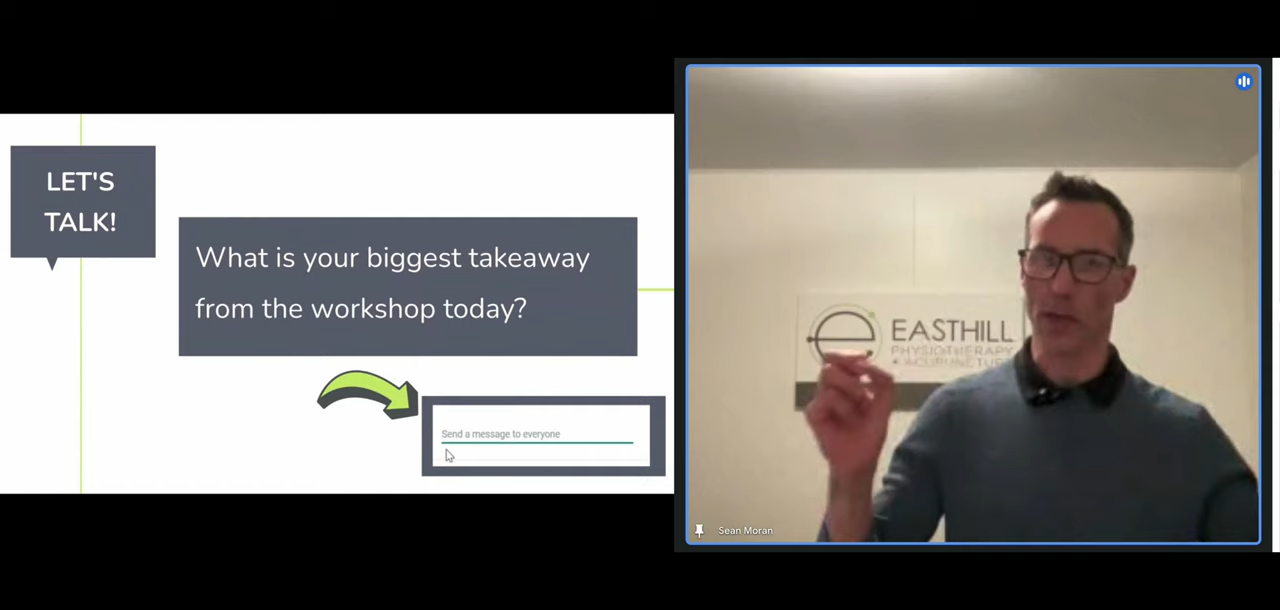 LET'S
TALK!
What is your biggest takeaway
from the workshop today?
Send a message to everyone
EASTHILL
PHYSIOTHERAPY
+ ACUPUNCTURE
Sean Moran